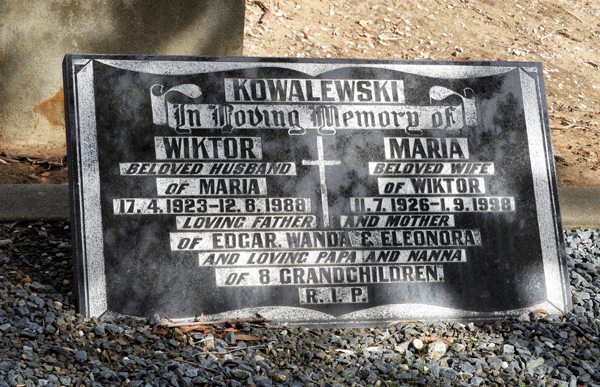 KOWALEWSKI
In Loving Memory of
WIKTOR MARIA
BELOVED HUSBAND BELOVED WIFE
OF MARIA OF WIKTOR
17.4.1923-12.6.1988 11.7.1926-1.9.1998
LOVING FATHER AND MOTHER
OF EDGAR, WANDA, & ELEONORA
AND LOVING PAPA AND NANNA
OF 8 GRANDCHILDREN.
R.I.P.